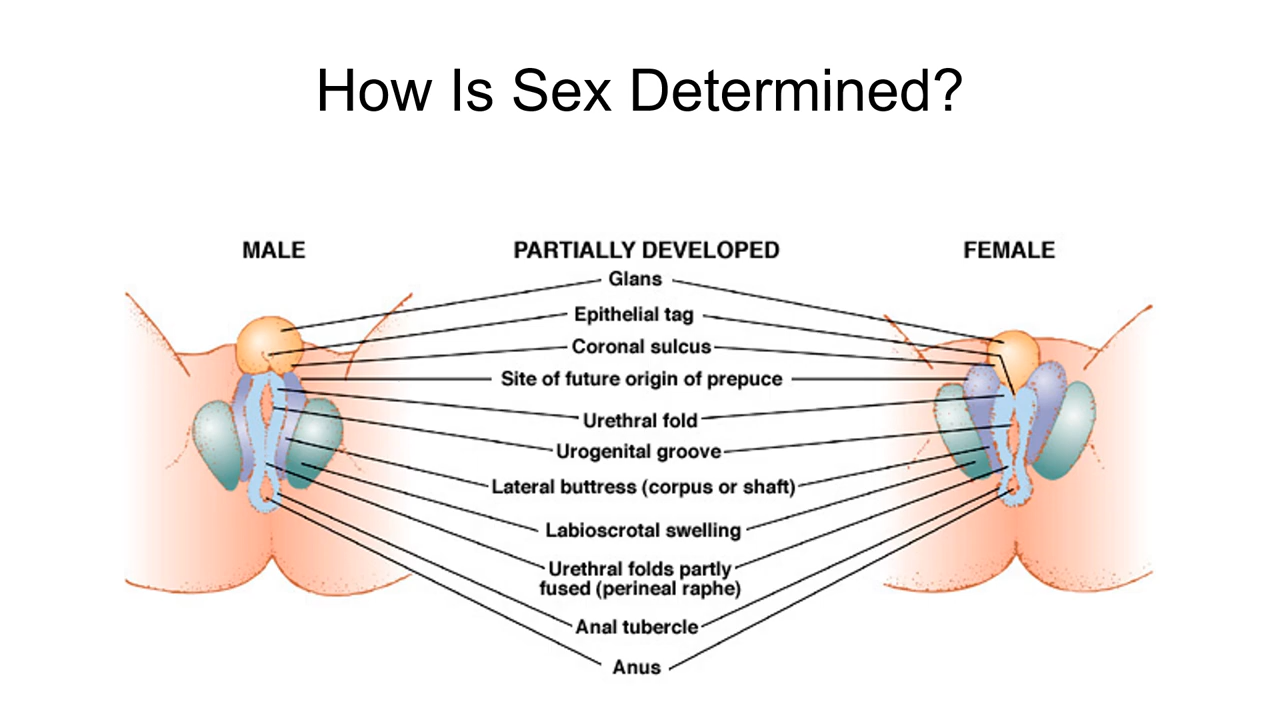 How Is Sex Determined?
MALE
PARTIALLY DEVELOPED
FEMALE
Glans
Epithelial tag
Coronal sulcus
Site of future origin of prepuce
Urethral fold
Urogenital groove
Lateral buttress (corpus or shaft)
Labioscrotal swelling
Urethral folds partly
fused (perineal raphe)
Anal tubercle
Anus